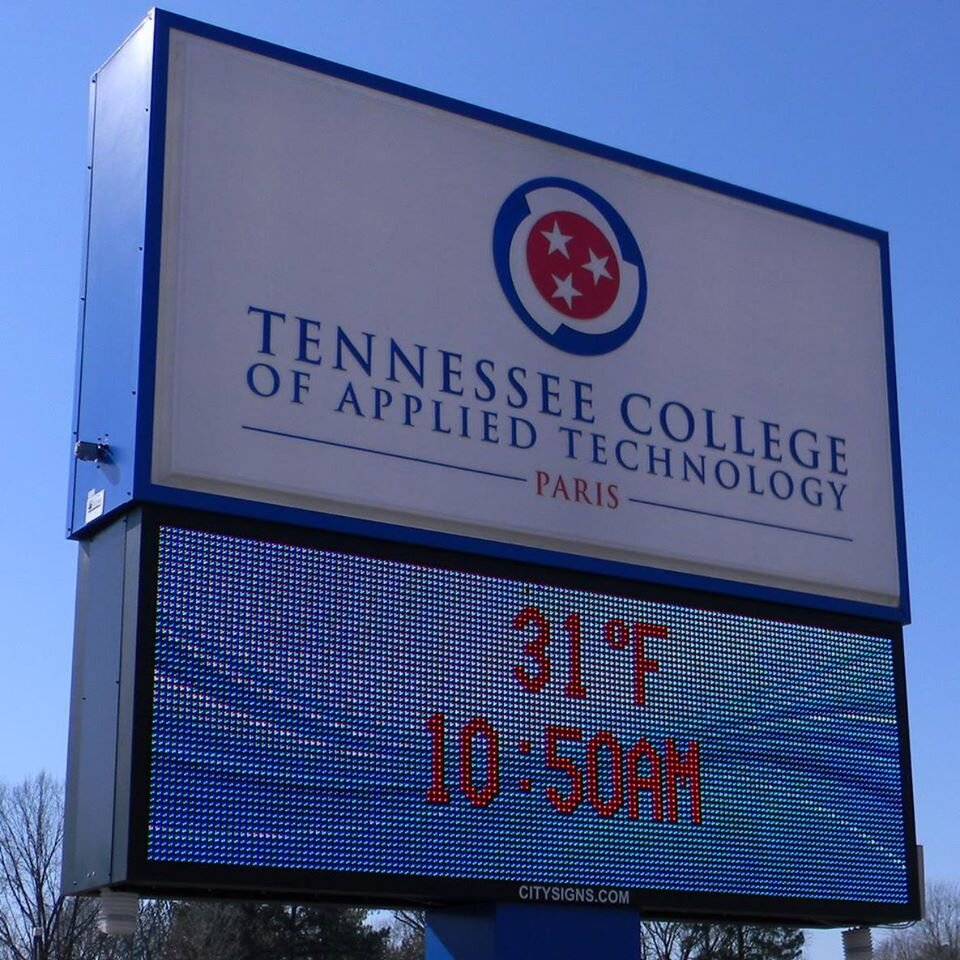 TENNESSEE COLLEGE
OF APPLIED TECHNOLOGY
PARIS
31°F
10:50AM
CITYSIGNS.COM